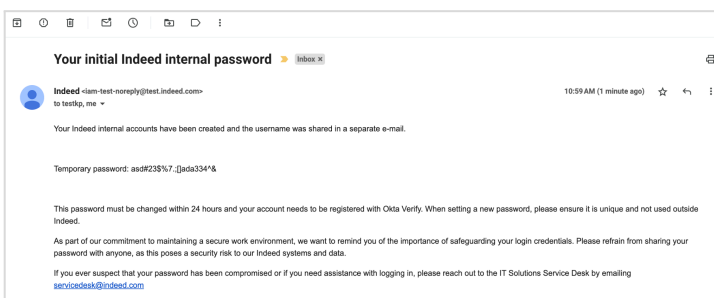 Your initial Indeed internal password Inbox ×
Indeed <iam-test-noreply@test.indeed.com> 10:59 AM (1 minute ago)
to testkp, me
Your Indeed internal accounts have been created and the username was shared in a separate e-mail.
Temporary password: asd#23$%7.;[]ada334^&
This password must be changed within 24 hours and your account needs to be registered with Okta Verify. When setting a new password, please ensure it is unique and not used outside
Indeed.
As part of our commitment to maintaining a secure work environment, we want to remind you of the importance of safeguarding your login credentials. Please refrain from sharing your
password with anyone, as this poses a security risk to our Indeed systems and data.
If you ever suspect that your password has been compromised or if you need assistance with logging in, please reach out to the IT Solutions Service Desk by emailing
servicedesk@indeed.com